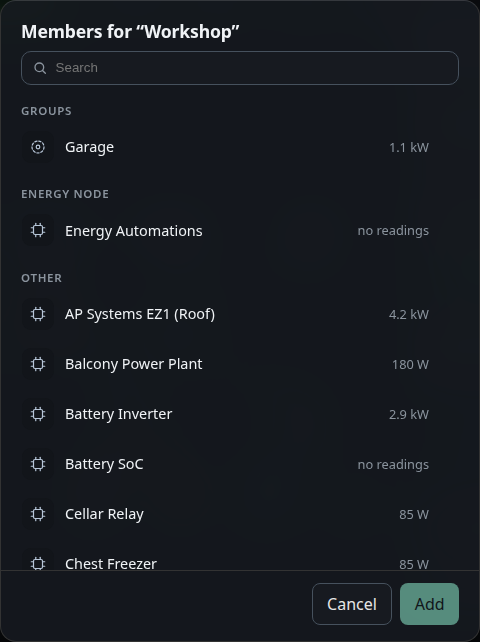 Members for “Workshop”
Search
GROUPS
Garage 1.1 kW
ENERGY NODE
Energy Automations no readings
OTHER
AP Systems EZ1 (Roof) 4.2 kW
Balcony Power Plant 180 W
Battery Inverter 2.9 kW
Battery SoC no readings
Cellar Relay 85 W
Chest Freezer 85 W
Cancel Add